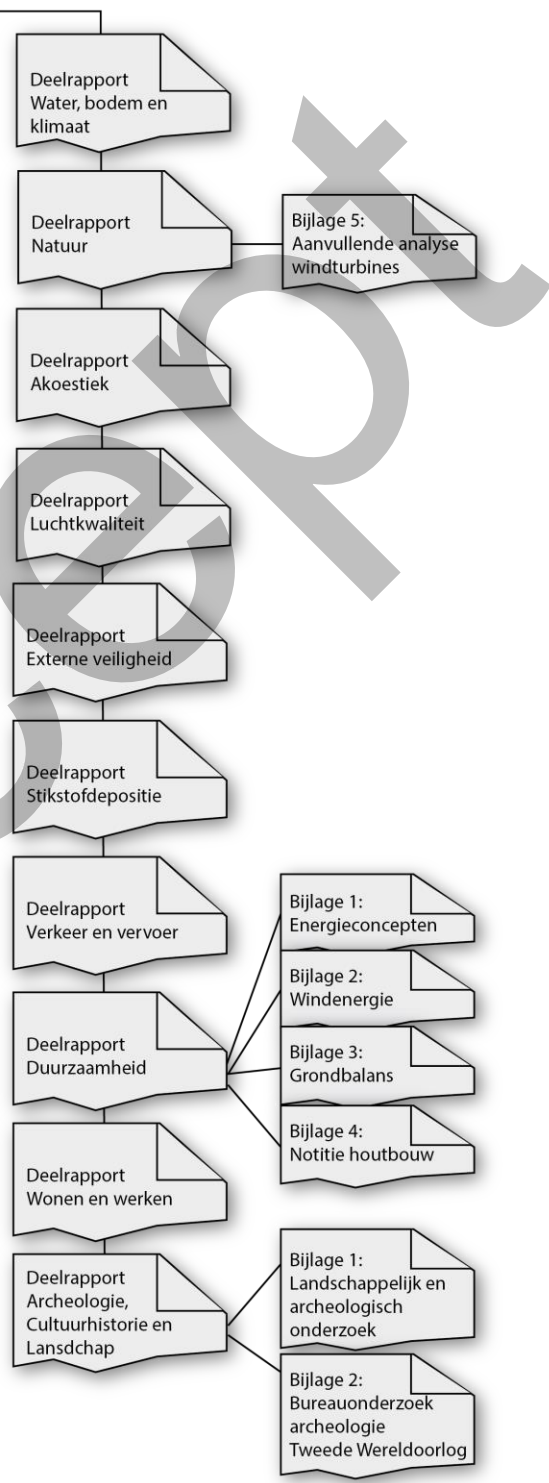 Deelrapport
Water, bodem en
klimaat
Deelrapport
Natuur
Bijlage 5:
Aanvullende analyse
windturbines
Deelrapport
Akoestiek
Deelrapport
Luchtkwaliteit
Deelrapport
Externe veiligheid
Deelrapport
Stikstofdepositie
Deelrapport
Verkeer en vervoer
Deelrapport
Duurzaamheid
Bijlage 1:
Energieconcepten
Bijlage 2:
Windenergie
Bijlage 3:
Grondbalans
Bijlage 4:
Notitie houtbouw
Deelrapport
Wonen en werken
Deelrapport
Archeologie,
Cultuurhistorie en
Lansdchap
Bijlage 1:
Landschappelijk en
archeologisch
onderzoek
Bijlage 2:
Bureauonderzoek
archeologie
Tweede Wereldoorlog
cept